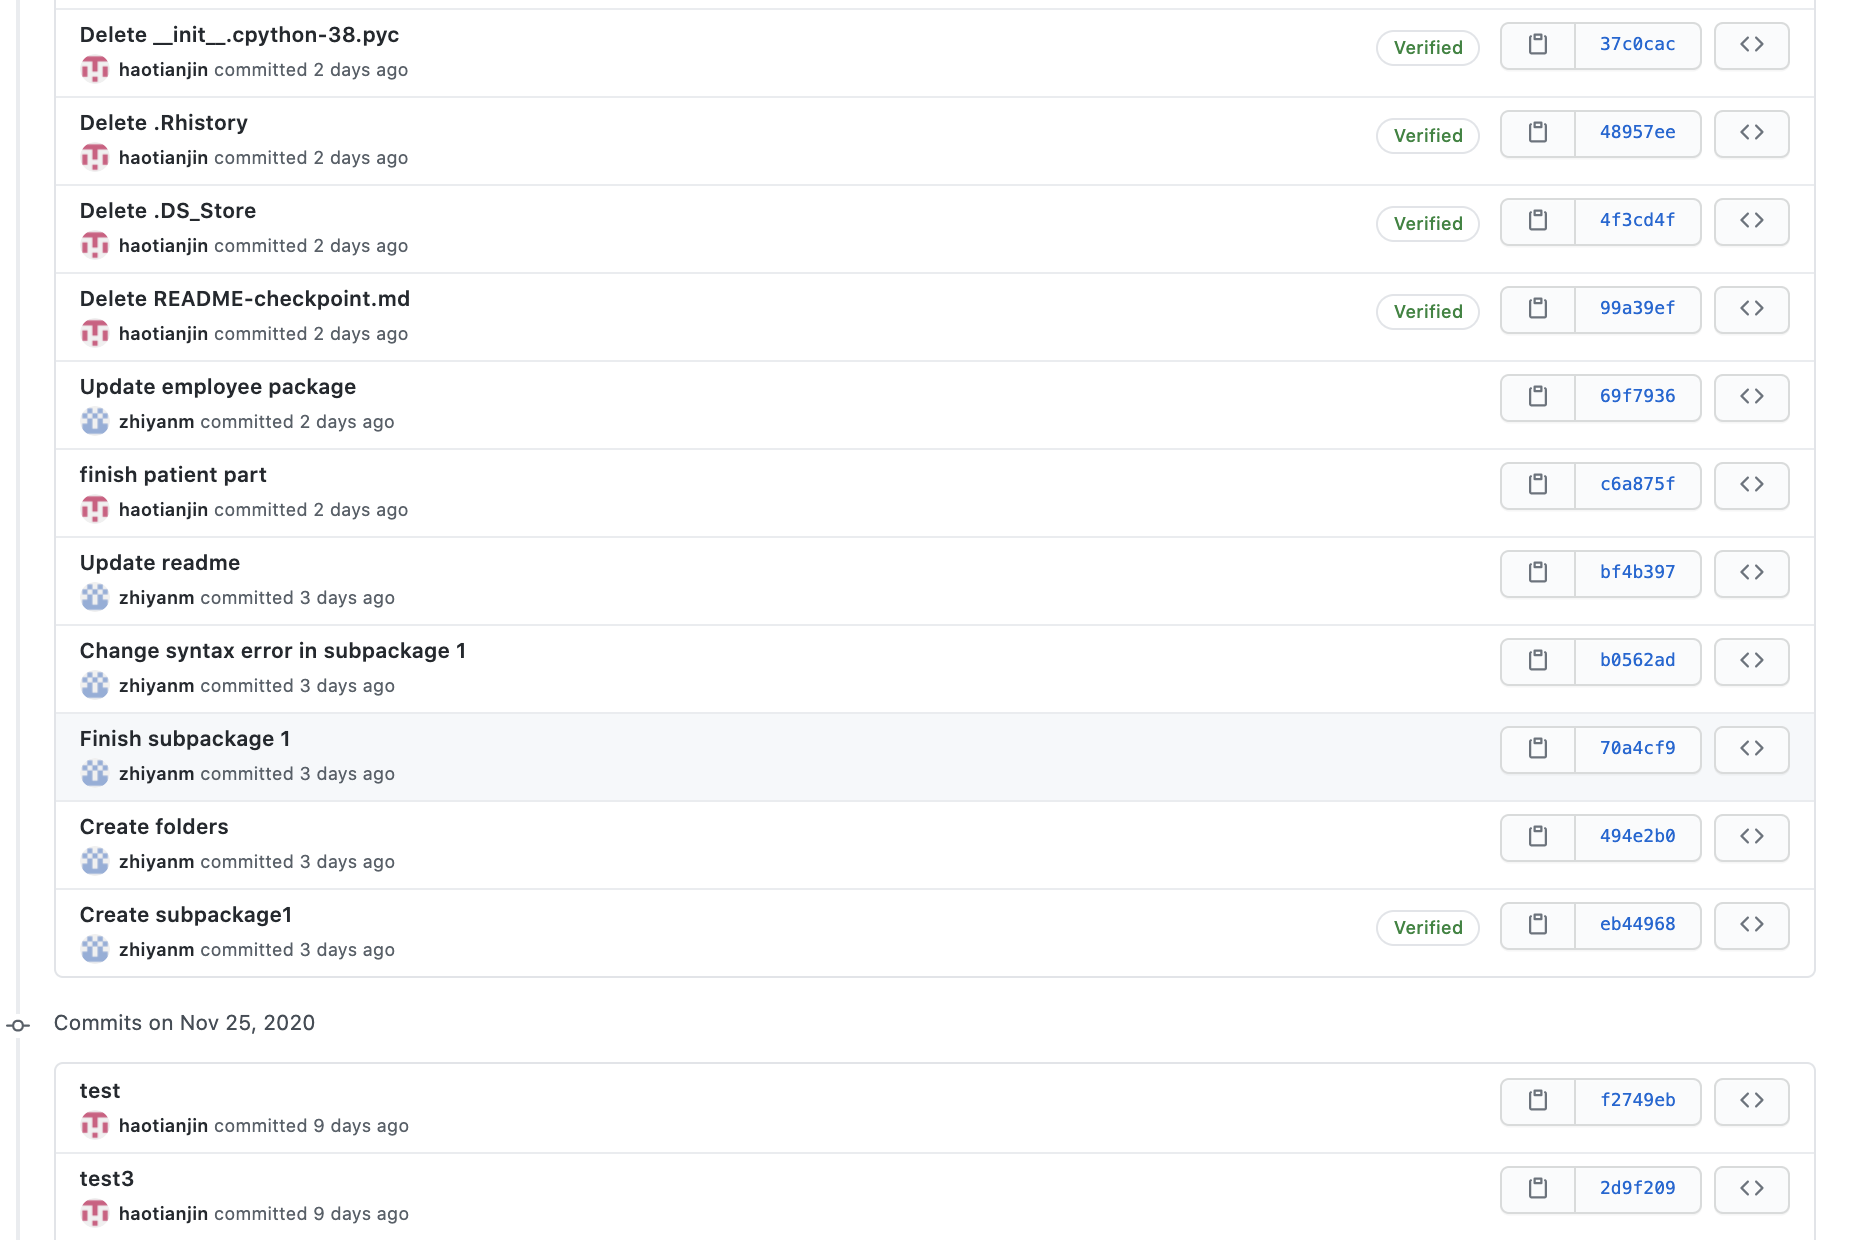 Delete __init__.cpython-38.pyc
haotianjin committed 2 days ago
Verified
37c0cac
Delete .Rhistory
haotianjin committed 2 days ago
Verified
48957ee
Delete .DS_Store
haotianjin committed 2 days ago
Verified
4f3cd4f
Delete README-checkpoint.md
haotianjin committed 2 days ago
Verified
99a39ef
Update employee package
zhiyanm committed 2 days ago
69f7936
finish patient part
haotianjin committed 2 days ago
c6a875f
Update readme
zhiyanm committed 3 days ago
bf4b397
Change syntax error in subpackage 1
zhiyanm committed 3 days ago
b0562ad
Finish subpackage 1
zhiyanm committed 3 days ago
70a4cf9
Create folders
zhiyanm committed 3 days ago
494e2b0
Create subpackage1
zhiyanm committed 3 days ago
Verified
eb44968
Commits on Nov 25, 2020
test
haotianjin committed 9 days ago
f2749eb
test3
haotianjin committed 9 days ago
2d9f209